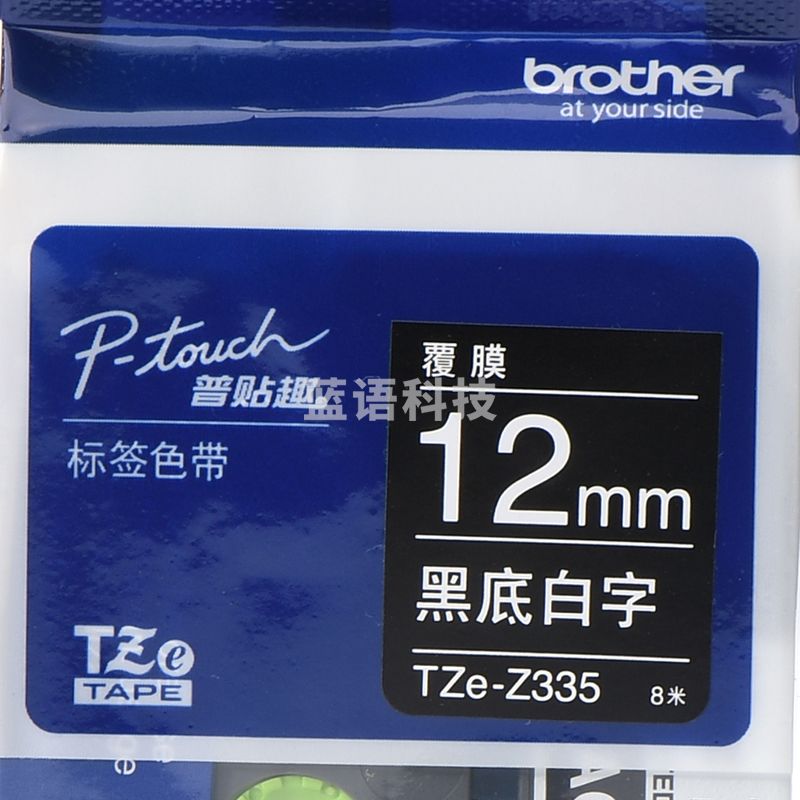 brother
at your side
P-touch
普贴趣
标签色带
TZe
TAPE
覆膜
12mm
黑底白字
TZe-Z335 8米
蓝语科技